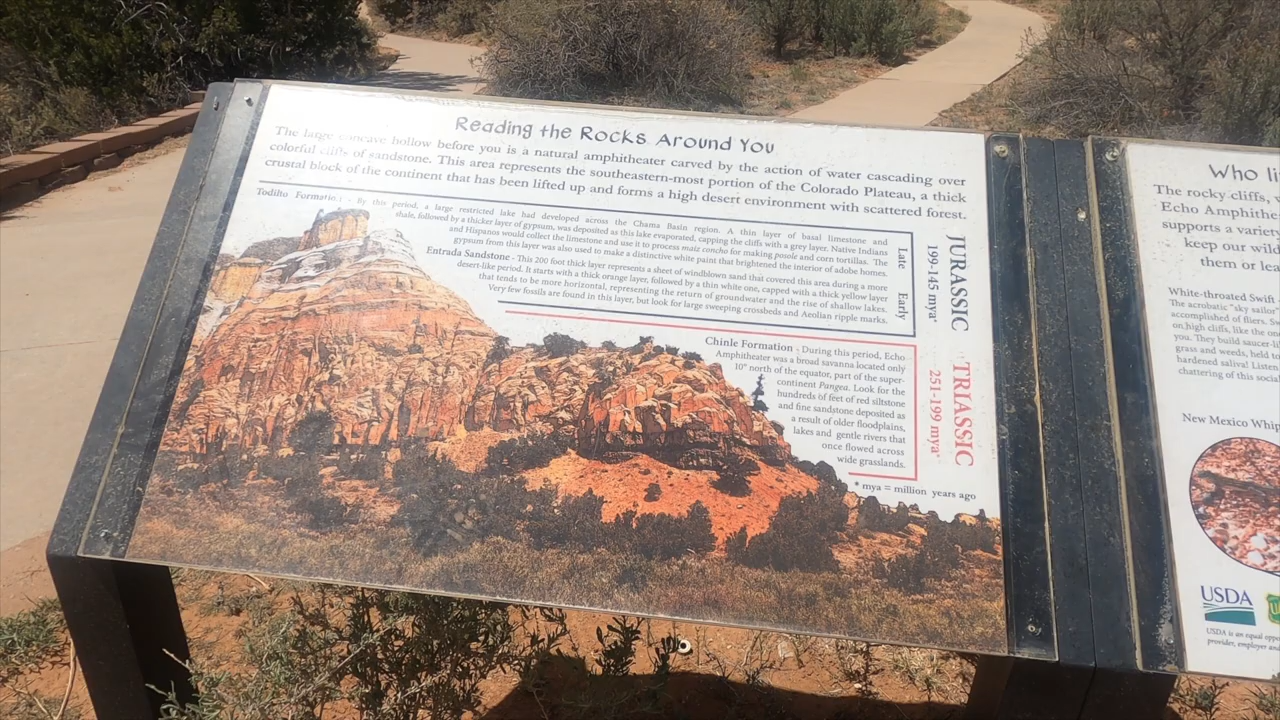 Reading the Rocks Around You
The large concave hollow before you is a natural amphitheater carved by the action of water cascading over
colorful cliffs of sandstone. This area represents the southeastern-most portion of the Colorado Plateau, a thick
crustal block of the continent that has been lifted up and forms a high desert environment with scattered forest.
Todilto Formation - By this period, a large restricted lake had developed across the Chama Basin region. A thin layer of basal limestone and
shale, followed by a thicker layer of gypsum, was deposited as this lake evaporated, capping the cliffs with a grey layer. Native Indians
and Hispanos would collect the limestone and use it to process maiz concho for making posole and corn tortillas. The
gypsum from this layer was also used to make a distinctive white paint that brightened the interior of adobe homes.
Entrada Sandstone - This 200 foot thick layer represents a sheet of windblown sand that covered this area during a more
desert-like period. It starts with a thick orange layer, followed by a thin white one, capped with a thick yellow layer
that tends to be more horizontal, representing the return of groundwater and the rise of shallow lakes.
Very few fossils are found in this layer, but look for large sweeping crossbeds and Aeolian ripple marks.
Late
Early
JURASSIC
199-145 mya*
Chinle Formation - During this period, Echo
Amphitheater was a broad savanna located only
10° north of the equator, part of the super-
continent Pangea. Look for the
hundreds of feet of red siltstone
and fine sandstone deposited as
a result of older floodplains,
lakes and gentle rivers that
once flowed across
wide grasslands.
TRIASSIC
251-199 mya*
* mya = million years ago
Who li
The rocky cliffs,
Echo Amphithe
supports a variety
keep our wild
them or lea
White-throated Swift
The acrobatic "sky sailor
accomplished of fliers. S
on high cliffs, like the on
you. They build saucer-li
grass and weeds, held to
hardened saliva! Listen
chattering of this social
New Mexico Whip
USDA
USDA is an equal oppo
provider, employer and